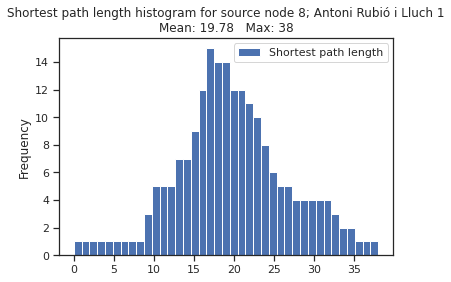 Shortest path length histogram for source node 8; Antoni Rubió i Lluch 1
Mean: 19.78   Max: 38
Shortest path length
Frequency
14
12
10
8
6
4
2
0
0 5 10 15 20 25 30 35